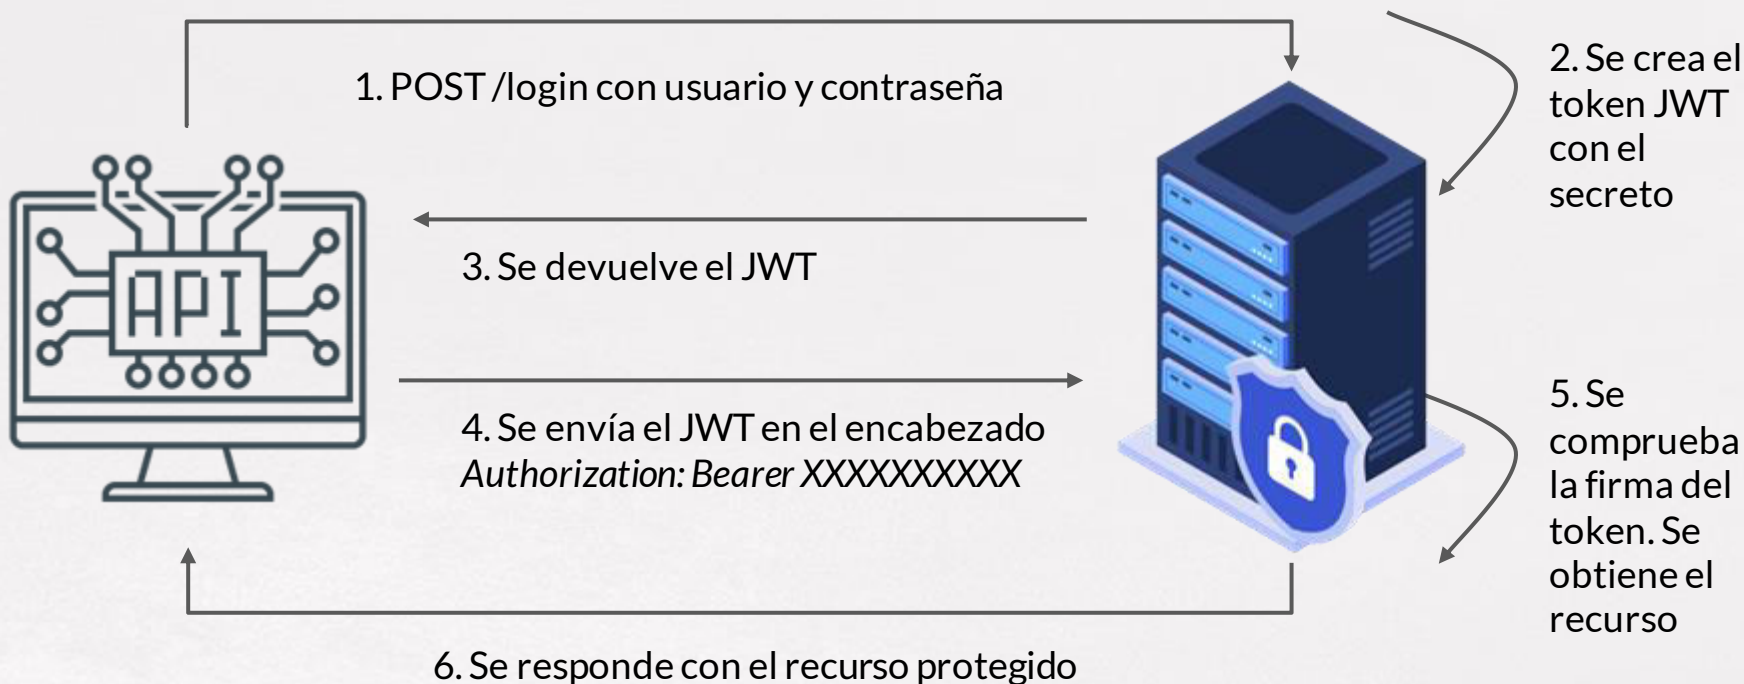 1. POST /login con usuario y contraseña
2. Se crea el
token JWT
con el
secreto
API
3. Se devuelve el JWT
4. Se envía el JWT en el encabezado
Authorization: Bearer XXXXXXXXXX
5. Se
comprueba
la firma del
token. Se
obtiene el
recurso
6. Se responde con el recurso protegido